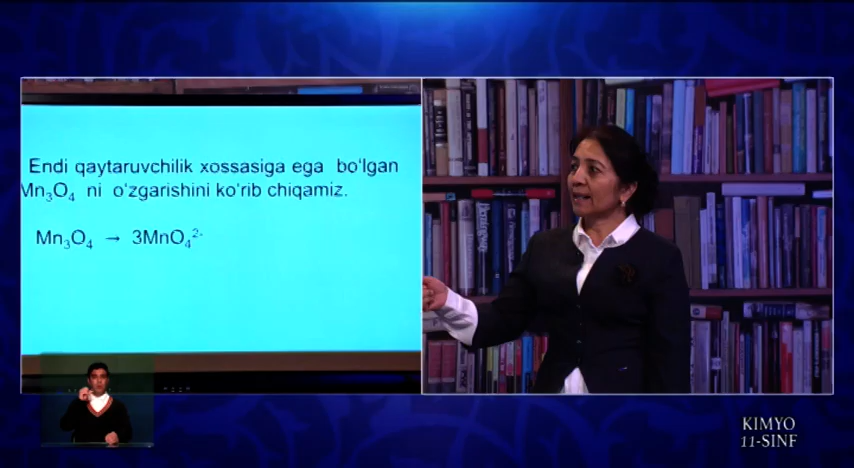 Endi qaytaruvchilik xossasiga ega bo‘lgan
Mn₃O₄ ni o‘zgarishini ko‘rib chiqamiz.
Mn₃O₄ → 3MnO₄²⁻
KIMYO
11-SINF